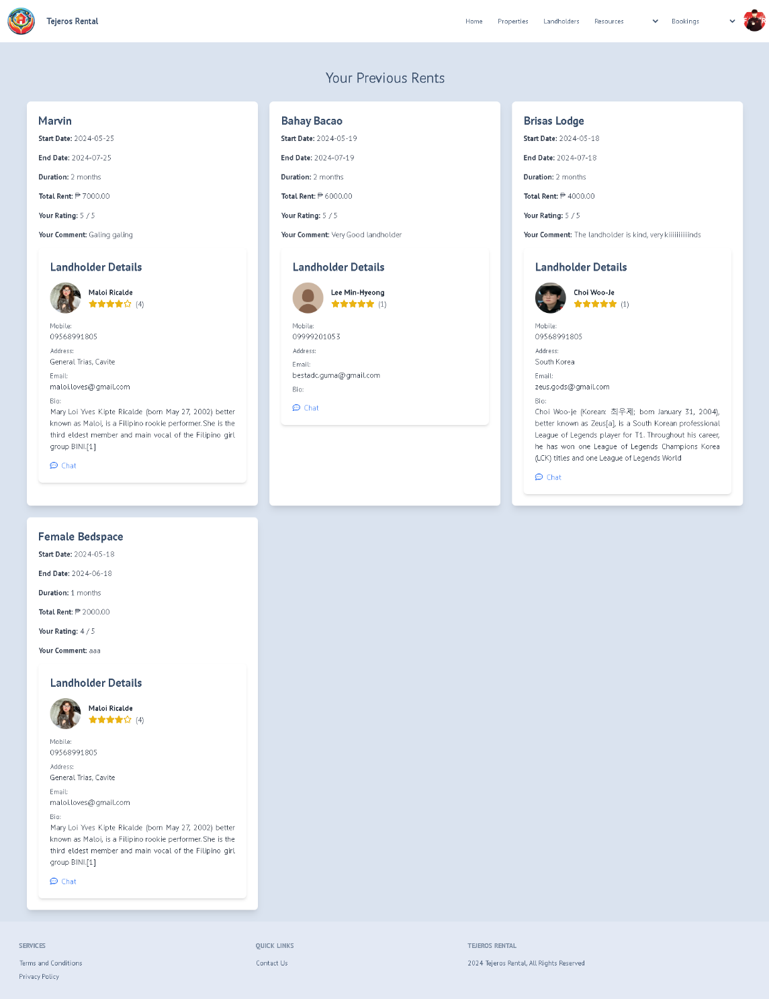 Tejeros Rental
Home
Properties
Landholders
Resources
Bookings
Your Previous Rents
Marvin
Start Date: 2024-05-25
End Date: 2024-07-25
Duration: 2 months
Total Rent: ₱ 7000.00
Your Rating: 5 / 5
Your Comment: Galing galing
Landholder Details
Maloi Ricalde
(4)
Mobile:
09568991805
Address:
General Trias, Cavite
Email:
maloi.loves@gmail.com
Bio:
Mary Loi Yves Kipte Ricalde (born May 27, 2002) better
known as Maloi, is a Filipino rookie performer. She is the
third eldest member and main vocal of the Filipino girl
group BINI.[1]
Chat
Bahay Bacao
Start Date: 2024-05-19
End Date: 2024-07-19
Duration: 2 months
Total Rent: ₱ 6000.00
Your Rating: 5 / 5
Your Comment: Very Good landholder
Landholder Details
Lee Min-Hyeong
(1)
Mobile:
09999201053
Address:
Email:
bestadc.guma@gmail.com
Bio:
Chat
Brisas Lodge
Start Date: 2024-05-18
End Date: 2024-07-18
Duration: 2 months
Total Rent: ₱ 4000.00
Your Rating: 5 / 5
Your Comment: The landholder is kind, very kiiiiiiiiiiinds
Landholder Details
Choi Woo-Je
(1)
Mobile:
09568991805
Address:
South Korea
Email:
zeus.gods@gmail.com
Bio:
Choi Woo-je (Korean: 최우제; born January 31, 2004),
better known as Zeus[a], is a South Korean professional
League of Legends player for T1. Throughout his career,
he has won one League of Legends Champions Korea
(LCK) titles and one League of Legends World
Chat
Female Bedspace
Start Date: 2024-05-18
End Date: 2024-06-18
Duration: 1 months
Total Rent: ₱ 2000.00
Your Rating: 4 / 5
Your Comment: aaa
Landholder Details
Maloi Ricalde
(4)
Mobile:
09568991805
Address:
General Trias, Cavite
Email:
maloi.loves@gmail.com
Bio:
Mary Loi Yves Kipte Ricalde (born May 27, 2002) better
known as Maloi, is a Filipino rookie performer. She is the
third eldest member and main vocal of the Filipino girl
group BINI.[1]
Chat
SERVICES
Terms and Conditions
Privacy Policy
QUICK LINKS
Contact Us
TEJEROS RENTAL
2024 Tejeros Rental, All Rights Reserved